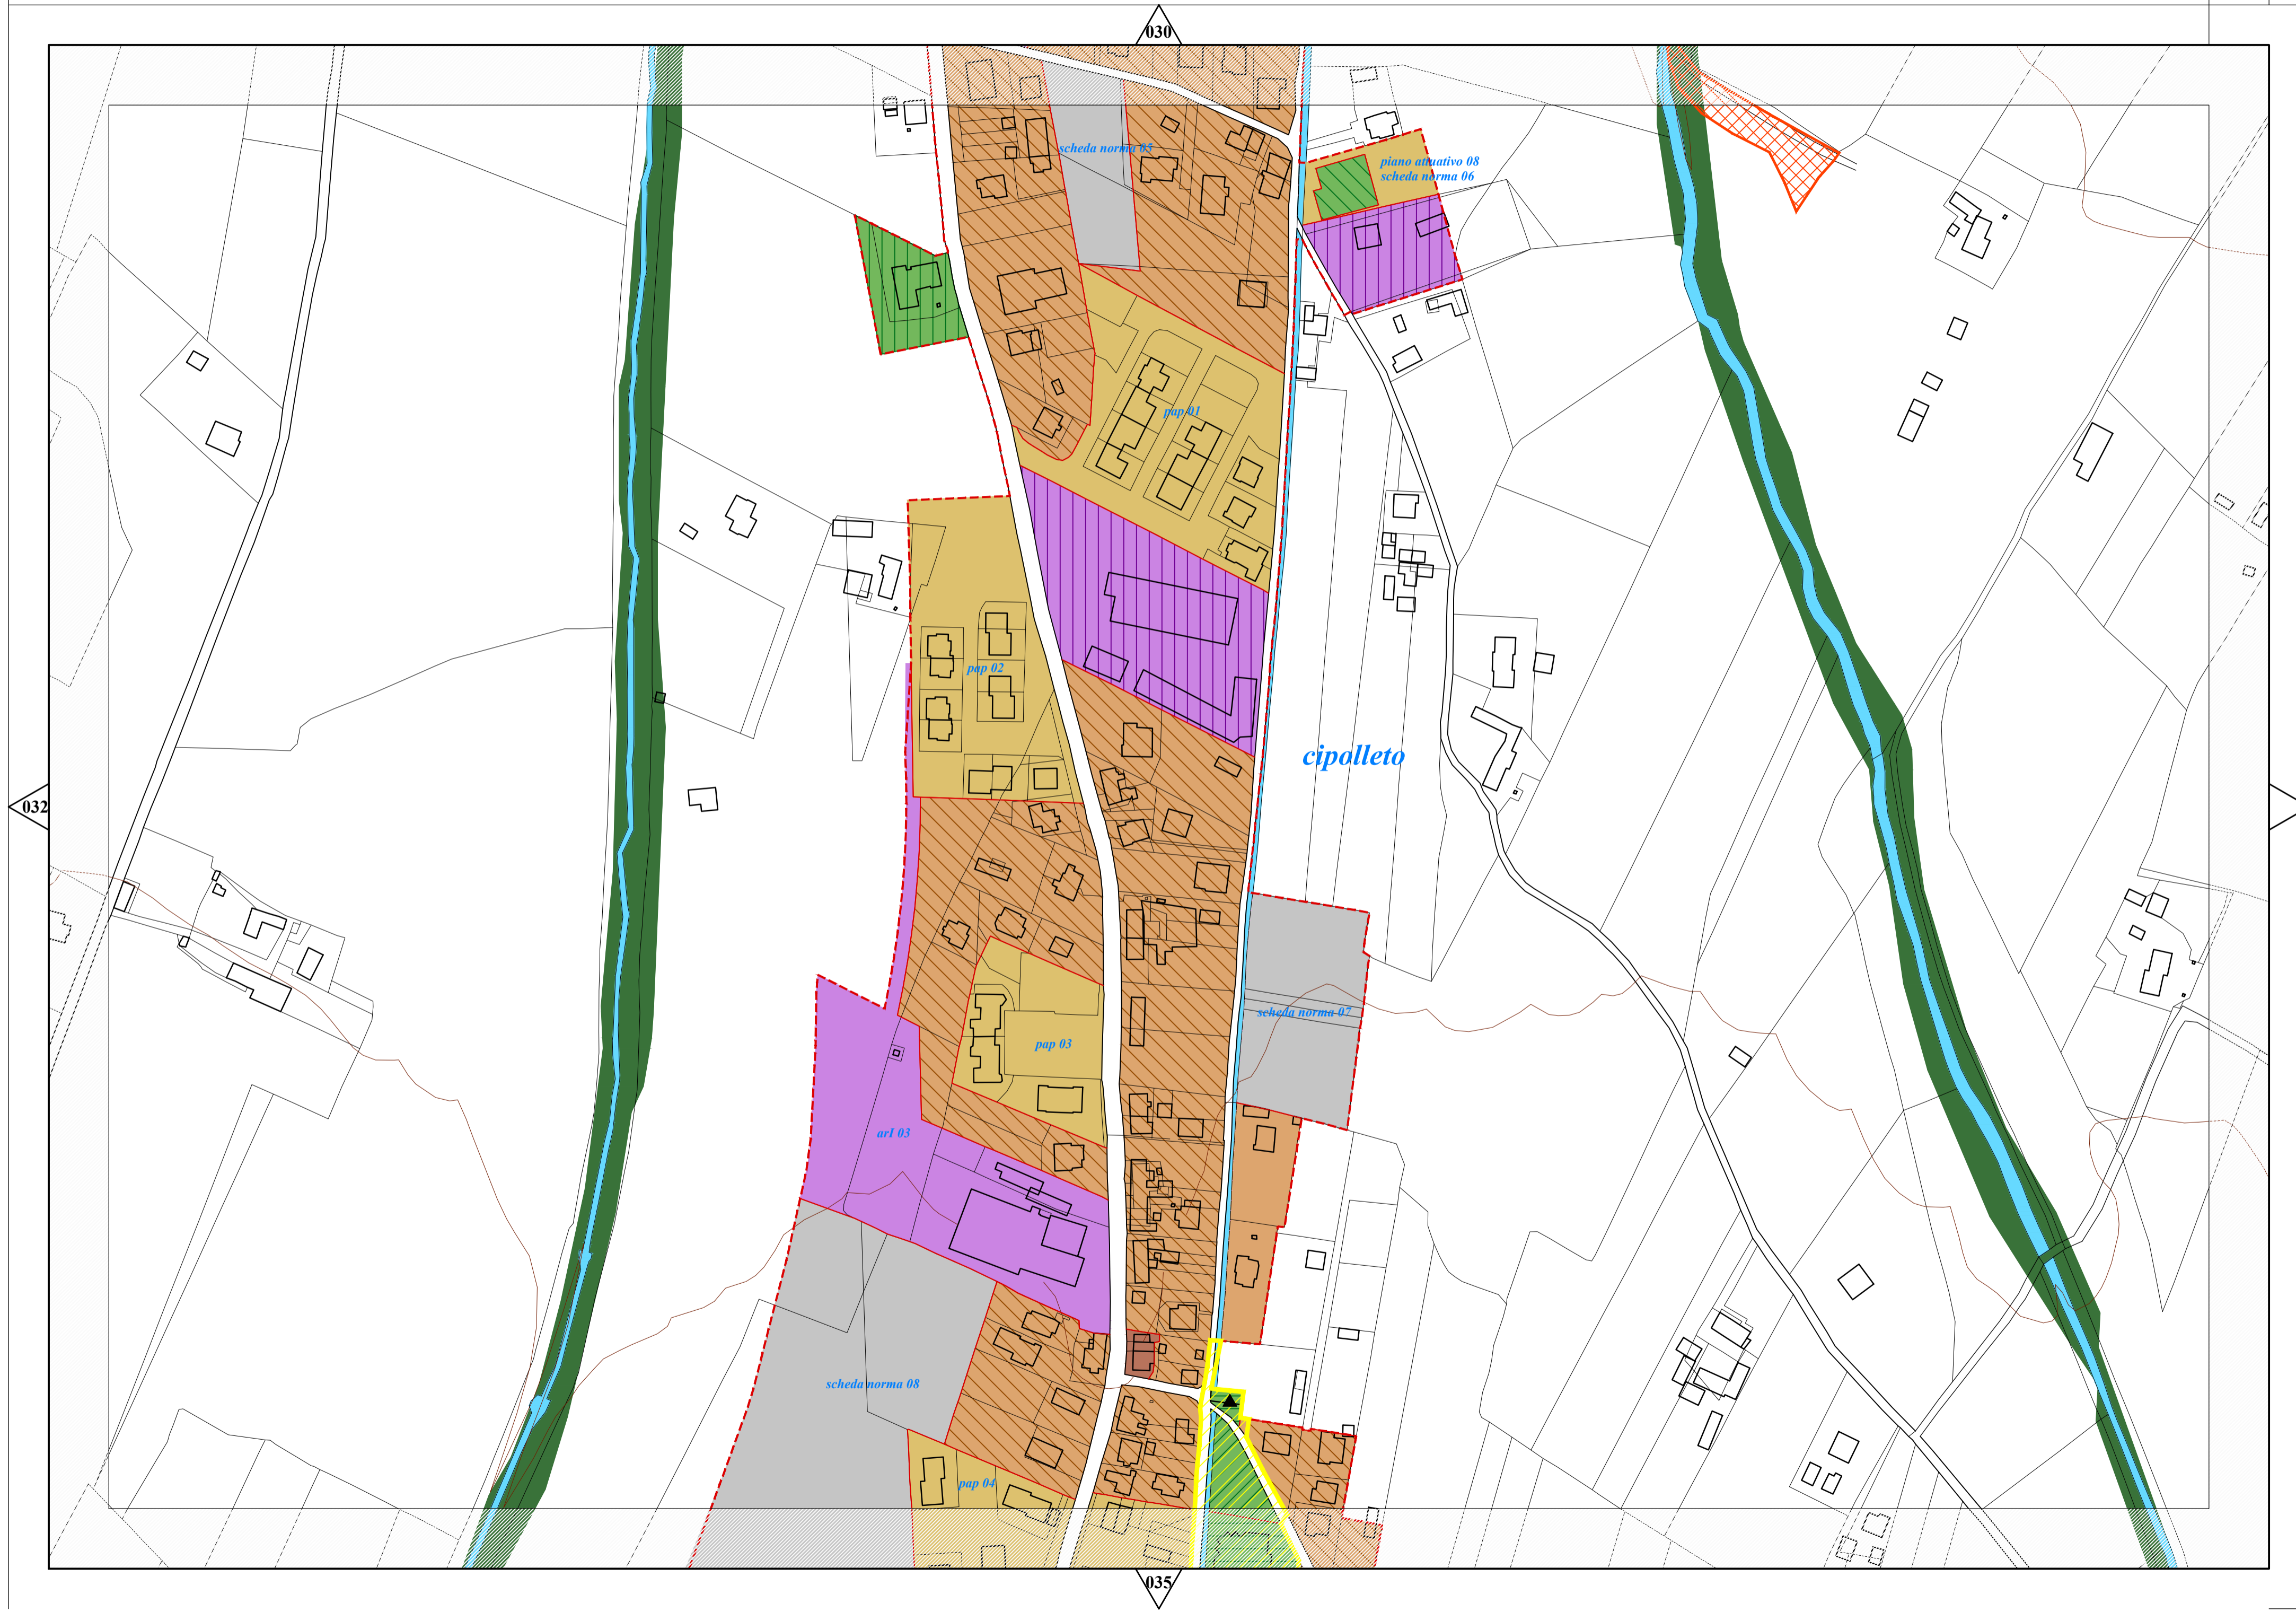 030
scheda norma 05
piano attuativo 08
scheda norma 06
pap 01
pap 02
cipolleto
032
scheda norma 07
pap 03
arI 03
scheda norma 08
pap 04
035